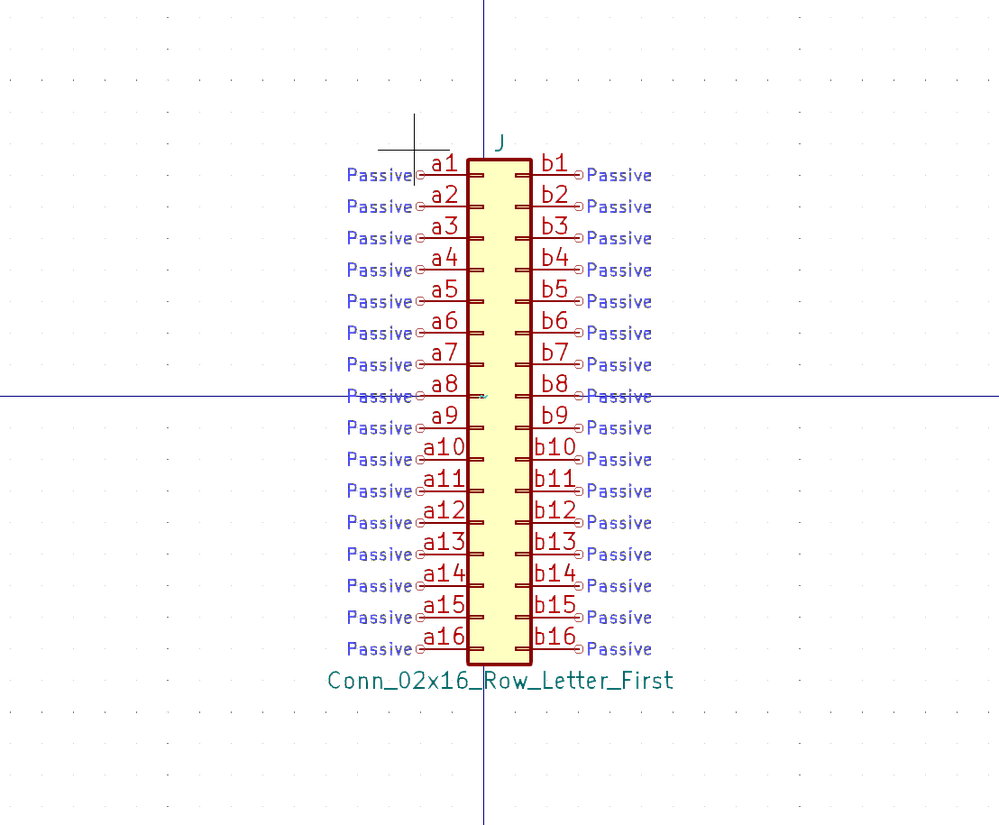 J
Passive a1 b1 Passive
Passive a2 b2 Passive
Passive a3 b3 Passive
Passive a4 b4 Passive
Passive a5 b5 Passive
Passive a6 b6 Passive
Passive a7 b7 Passive
Passive a8 b8 Passive
Passive a9 b9 Passive
Passive a10 b10 Passive
Passive a11 b11 Passive
Passive a12 b12 Passive
Passive a13 b13 Passive
Passive a14 b14 Passive
Passive a15 b15 Passive
Passive a16 b16 Passive
Conn_02x16_Row_Letter_First